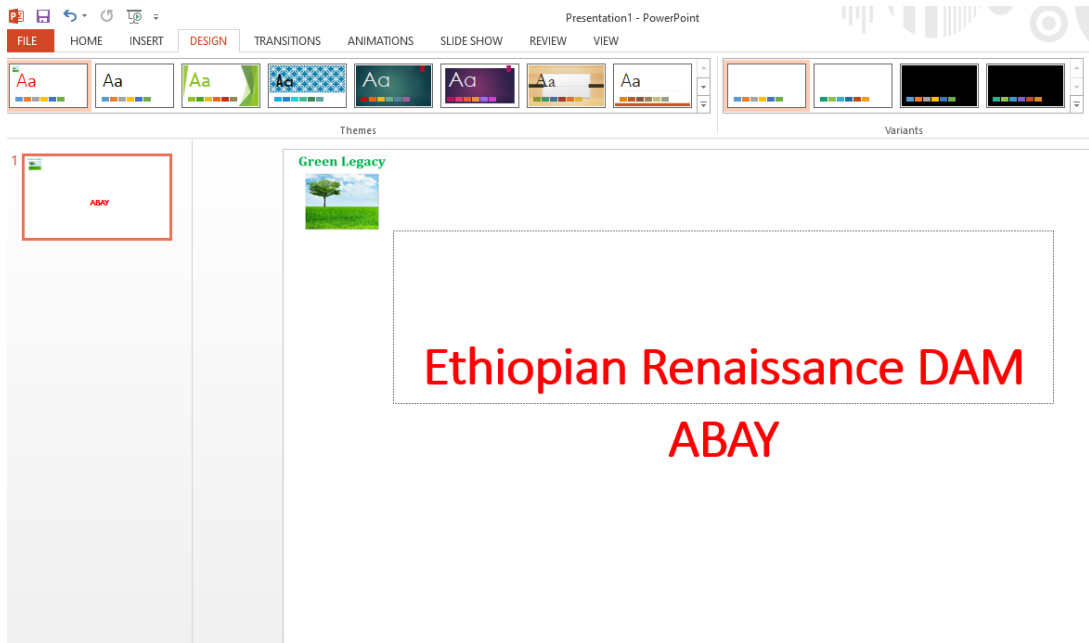 Presentation1 - PowerPoint
FILE HOME INSERT DESIGN TRANSITIONS ANIMATIONS SLIDE SHOW REVIEW VIEW
Aa Aa Aa Aa Aa Aa Aa Aa
Themes Variants
1
ABAY
Green Legacy
Ethiopian Renaissance DAM
ABAY